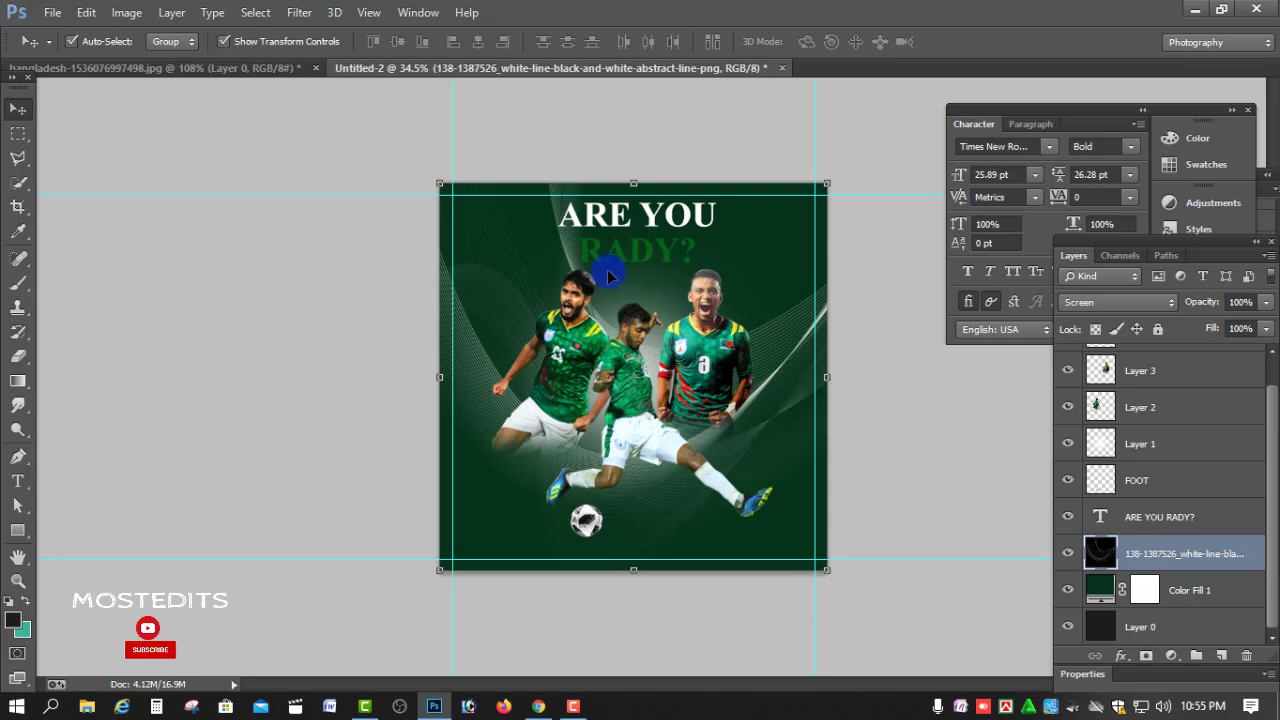 Ps File Edit Image Layer Type Select Filter 3D View Window Help
Auto-Select: Group Show Transform Controls 3D Mode: Photography
bangladesh-1536076997498.jpg @ 108% (Layer 0, RGB/8#) * × Untitled-2 @ 34.5% (138-1387526_white-line-black-and-white-abstract-line-png, RGB/8) * ×
Character Paragraph
Times New Ro... Bold
25.89 pt 26.28 pt
Metrics 0
100% 100%
0 pt
English: USA
Color
Swatches
Adjustments
Styles
Layers Channels Paths
Kind
Screen Opacity: 100%
Lock: Fill: 100%
Layer 3
Layer 2
Layer 1
FOOT
ARE YOU RADY?
138-1387526_white-line-bla...
Color Fill 1
Layer 0
Properties
ARE YOU
RADY?
MOSTEDITS
SUBSCRIBE
Doc: 4.12M/16.9M
10:55 PM